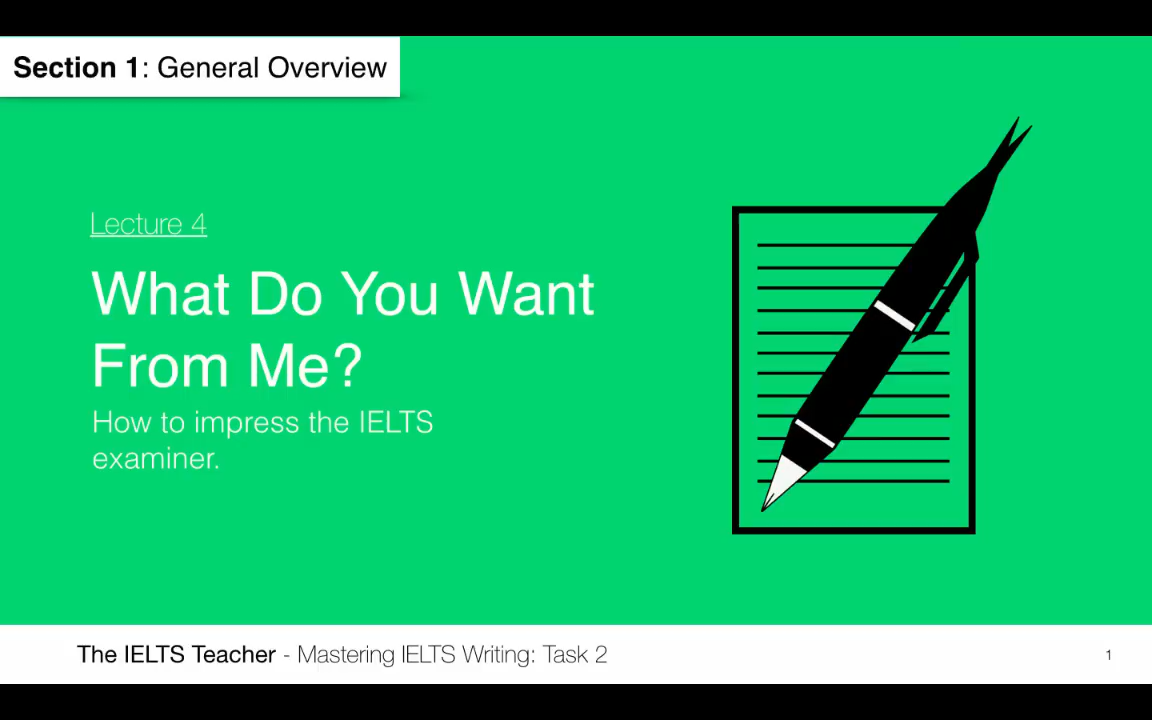 Section 1: General Overview
Lecture 4
What Do You Want
From Me?
How to impress the IELTS
examiner.
The IELTS Teacher - Mastering IELTS Writing: Task 2
1